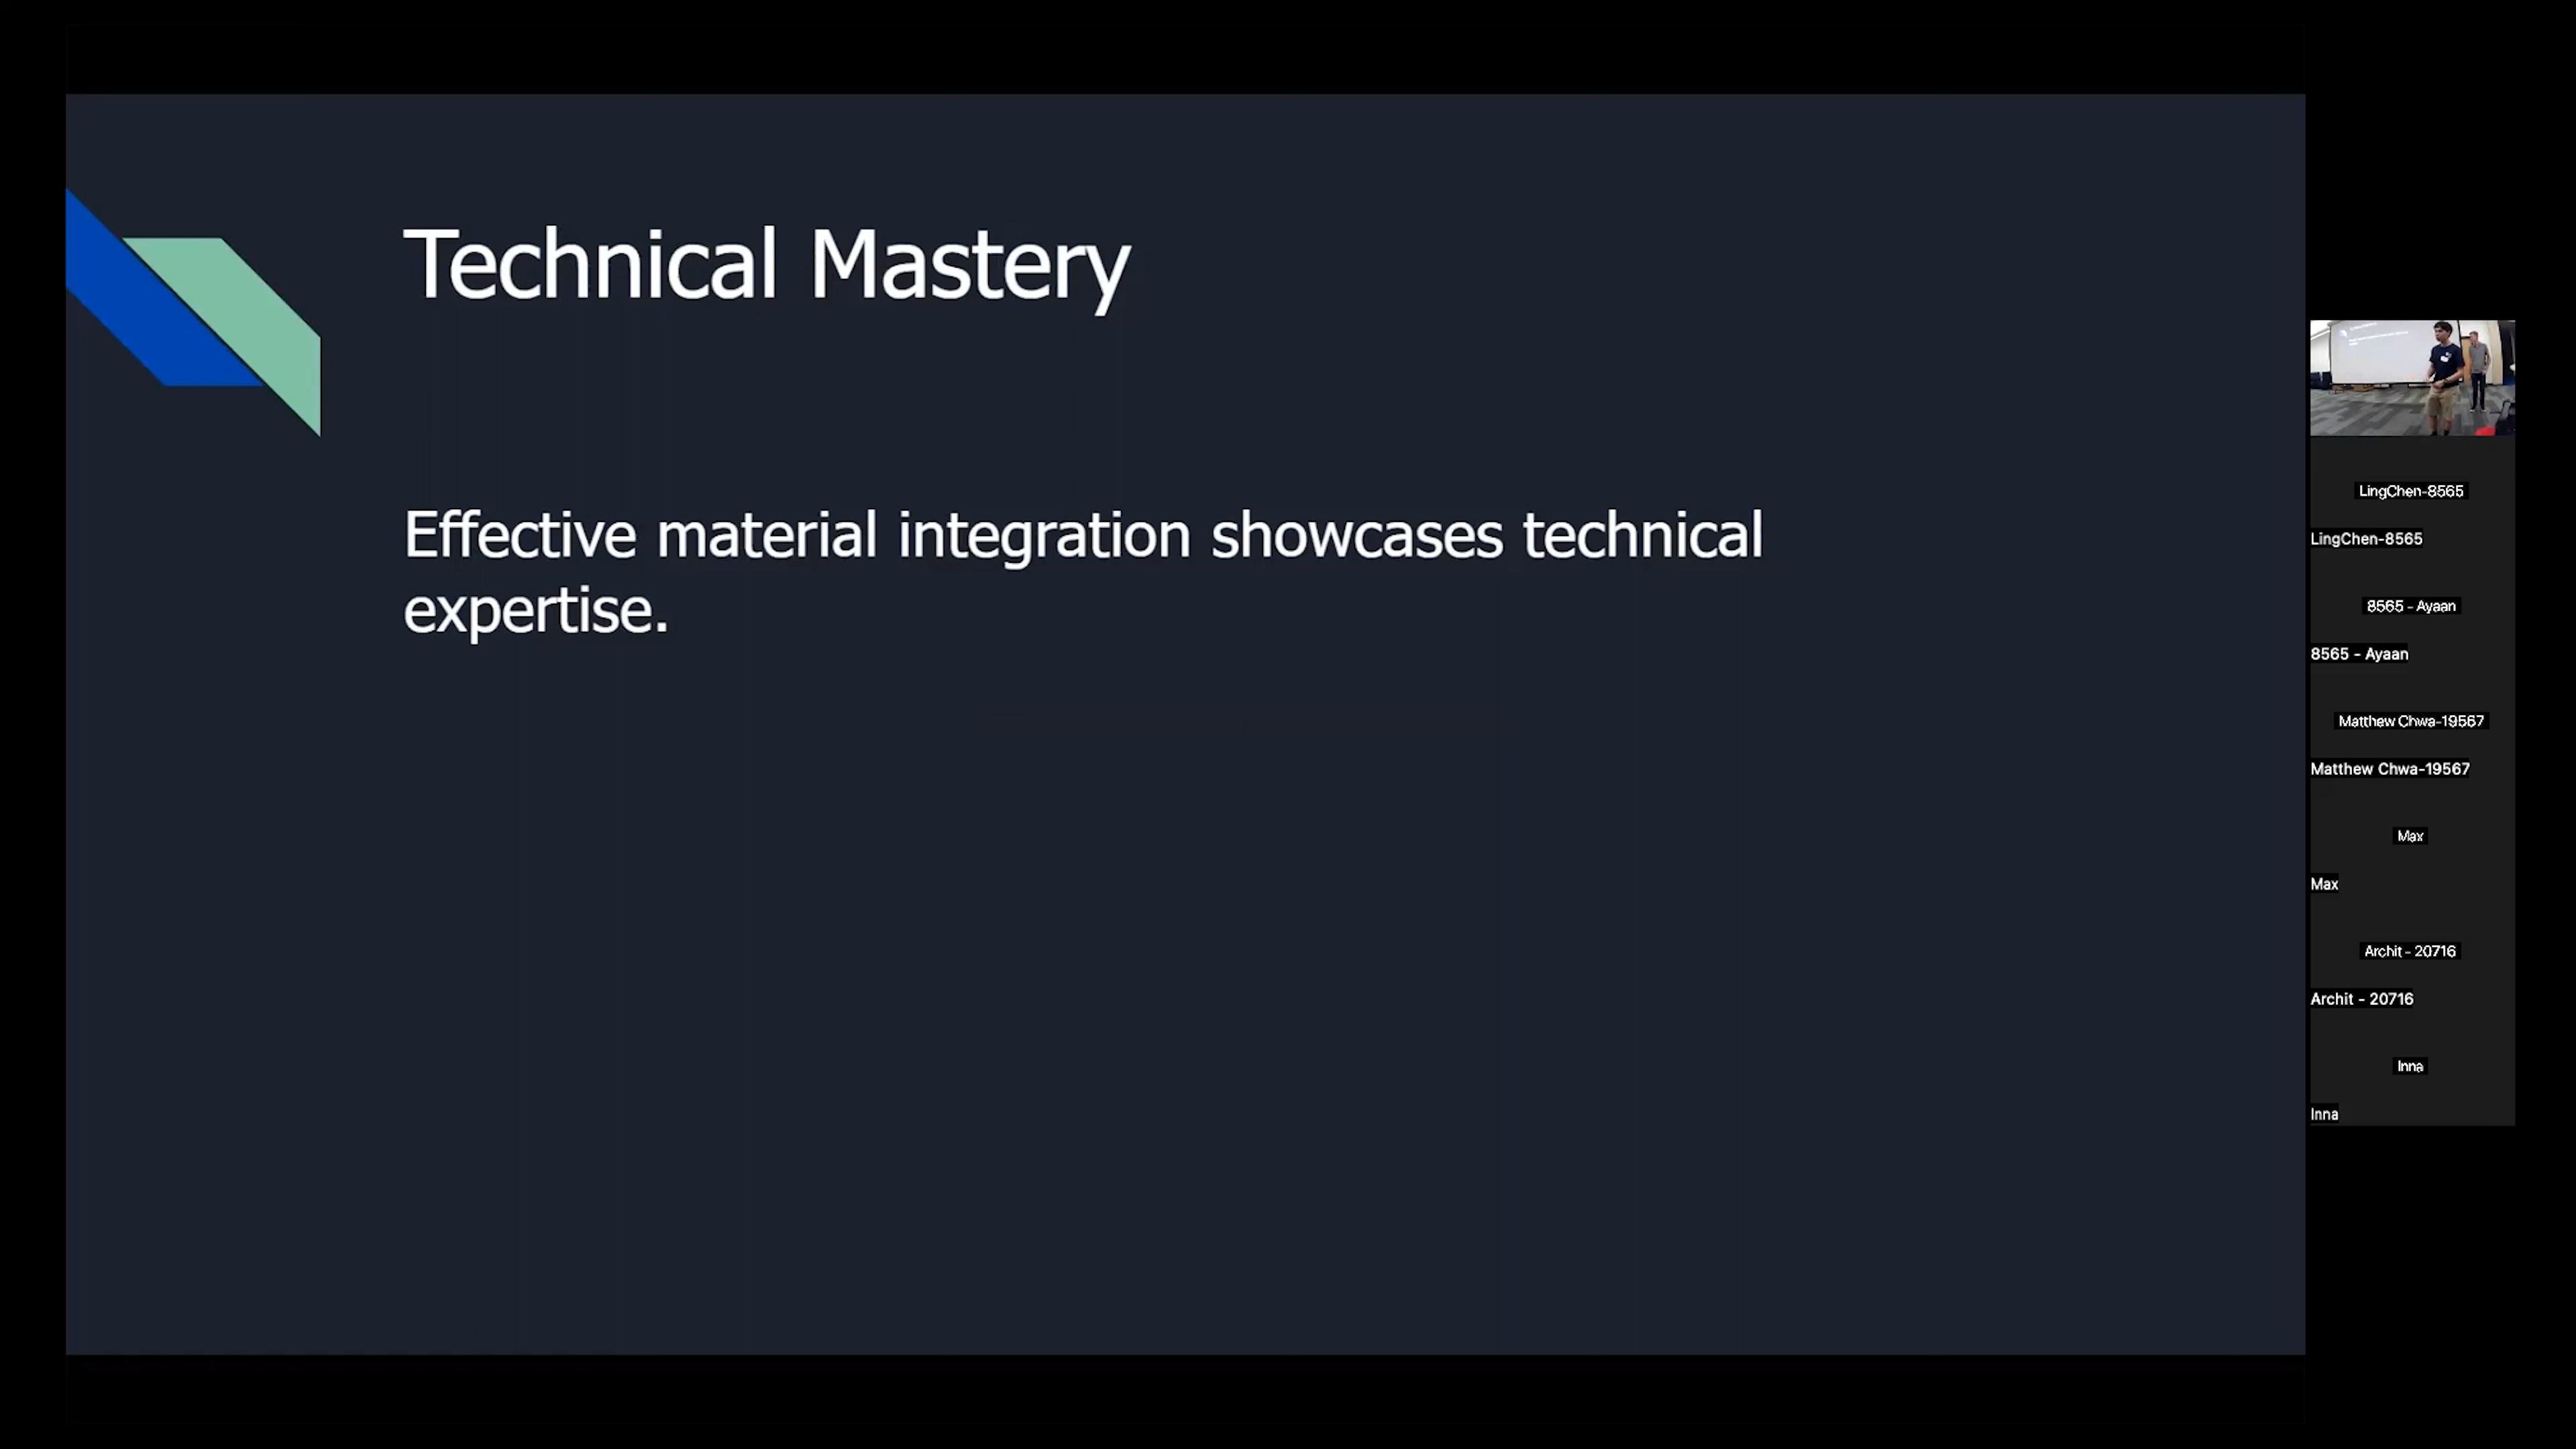 Technical Mastery
Effective material integration showcases technical
expertise.
LingChen-8565
LingChen-8565
8565 - Ayaan
8565 - Ayaan
Matthew Chwa-19567
Matthew Chwa-19567
Max
Max
Archit - 20716
Archit - 20716
Inna
Inna